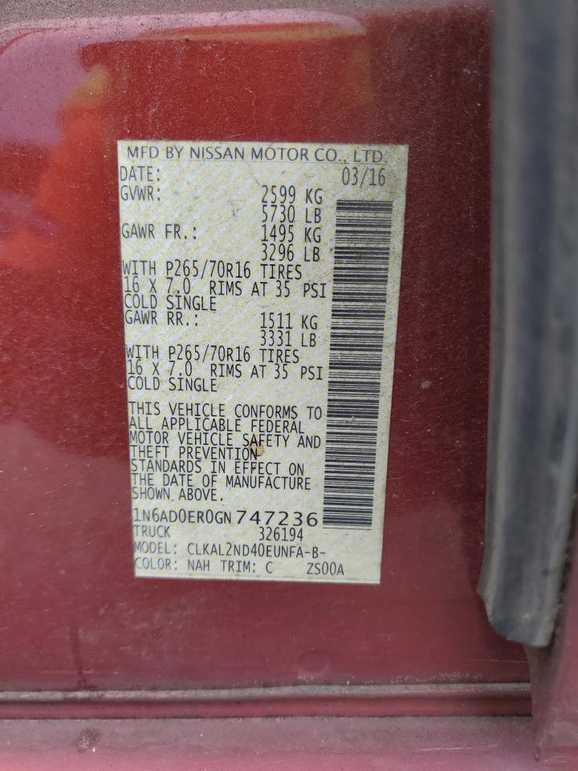 MFD BY NISSAN MOTOR CO., LTD.
DATE: 03/16
GVWR: 2599 KG
5730 LB
GAWR FR.: 1495 KG
3296 LB
WITH P265/70R16 TIRES
16 X 7.0 RIMS AT 35 PSI
COLD SINGLE
GAWR RR.: 1511 KG
3331 LB
WITH P265/70R16 TIRES
16 X 7.0 RIMS AT 35 PSI
COLD SINGLE
THIS VEHICLE CONFORMS TO
ALL APPLICABLE FEDERAL
MOTOR VEHICLE SAFETY AND
THEFT PREVENTION
STANDARDS IN EFFECT ON
THE DATE OF MANUFACTURE
SHOWN ABOVE.
1N6AD0ER0GN747236
TRUCK 326194
MODEL: CLKAL2ND40EUNFA-B-
COLOR: NAH TRIM: C ZS00A